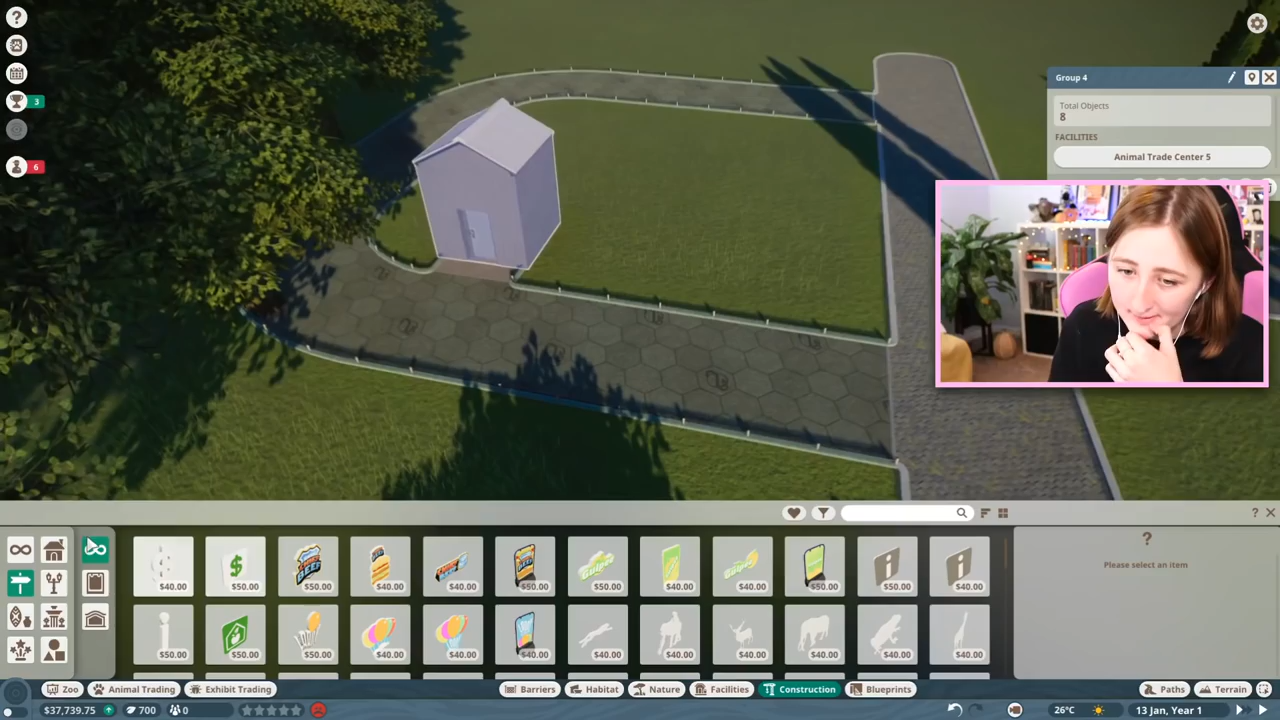 ?
3
6
Group 4
Total Objects
8
FACILITIES
Animal Trade Center 5
? 
?
Please select an item
$40.00
$50.00
$50.00
$40.00
$40.00
$50.00
$50.00
$40.00
$40.00
$50.00
$50.00
$40.00
$50.00
$50.00
$50.00
$40.00
$40.00
$40.00
$40.00
$40.00
$40.00
$40.00
$40.00
$40.00
Zoo
Animal Trading
Exhibit Trading
Barriers
Habitat
Nature
Facilities
Construction
Blueprints
Paths
Terrain
$37,739.75
700
0
26°C
13 Jan, Year 1